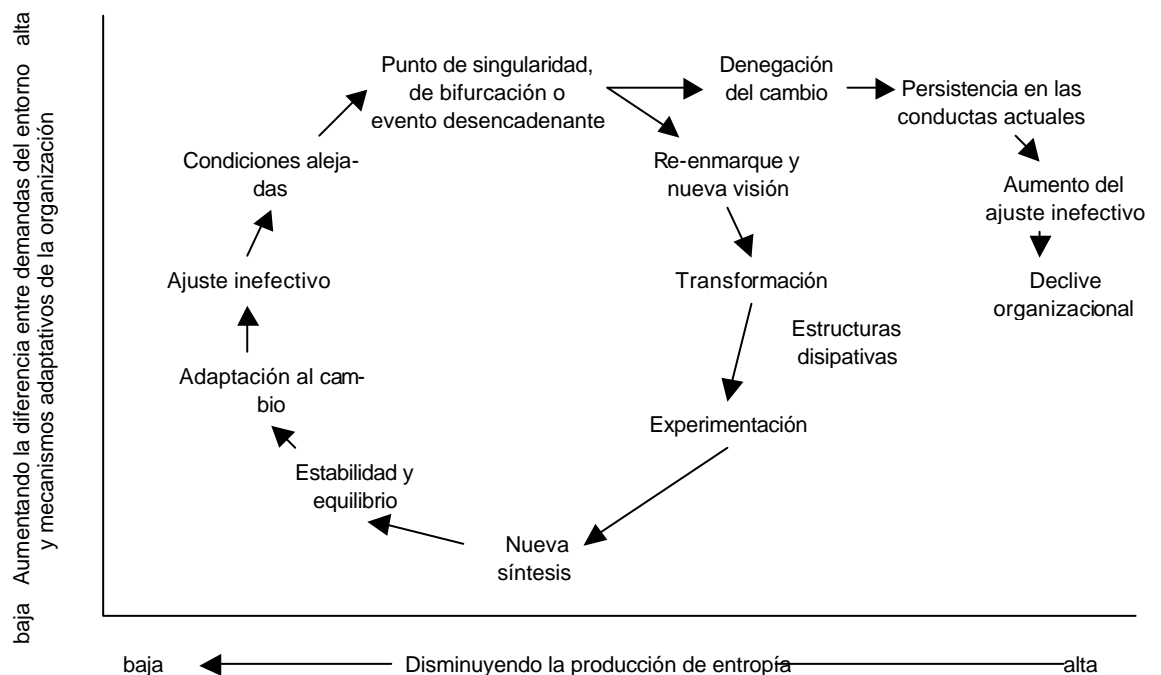 baja Aumentando la diferencia entre demandas del entorno alta
y mecanismos adaptativos de la organización
Punto de singularidad,
de bifurcación o
evento desencadenante
Denegación
del cambio
Persistencia en las
conductas actuales
Condiciones aleja-
das
Re-enmarque y
nueva visión
Aumento del
ajuste inefectivo
Ajuste inefectivo
Transformación
Declive
organizacional
Estructuras
disipativas
Adaptación al cam-
bio
Experimentación
Estabilidad y
equilibrio
Nueva
síntesis
baja Disminuyendo la producción de entropía alta